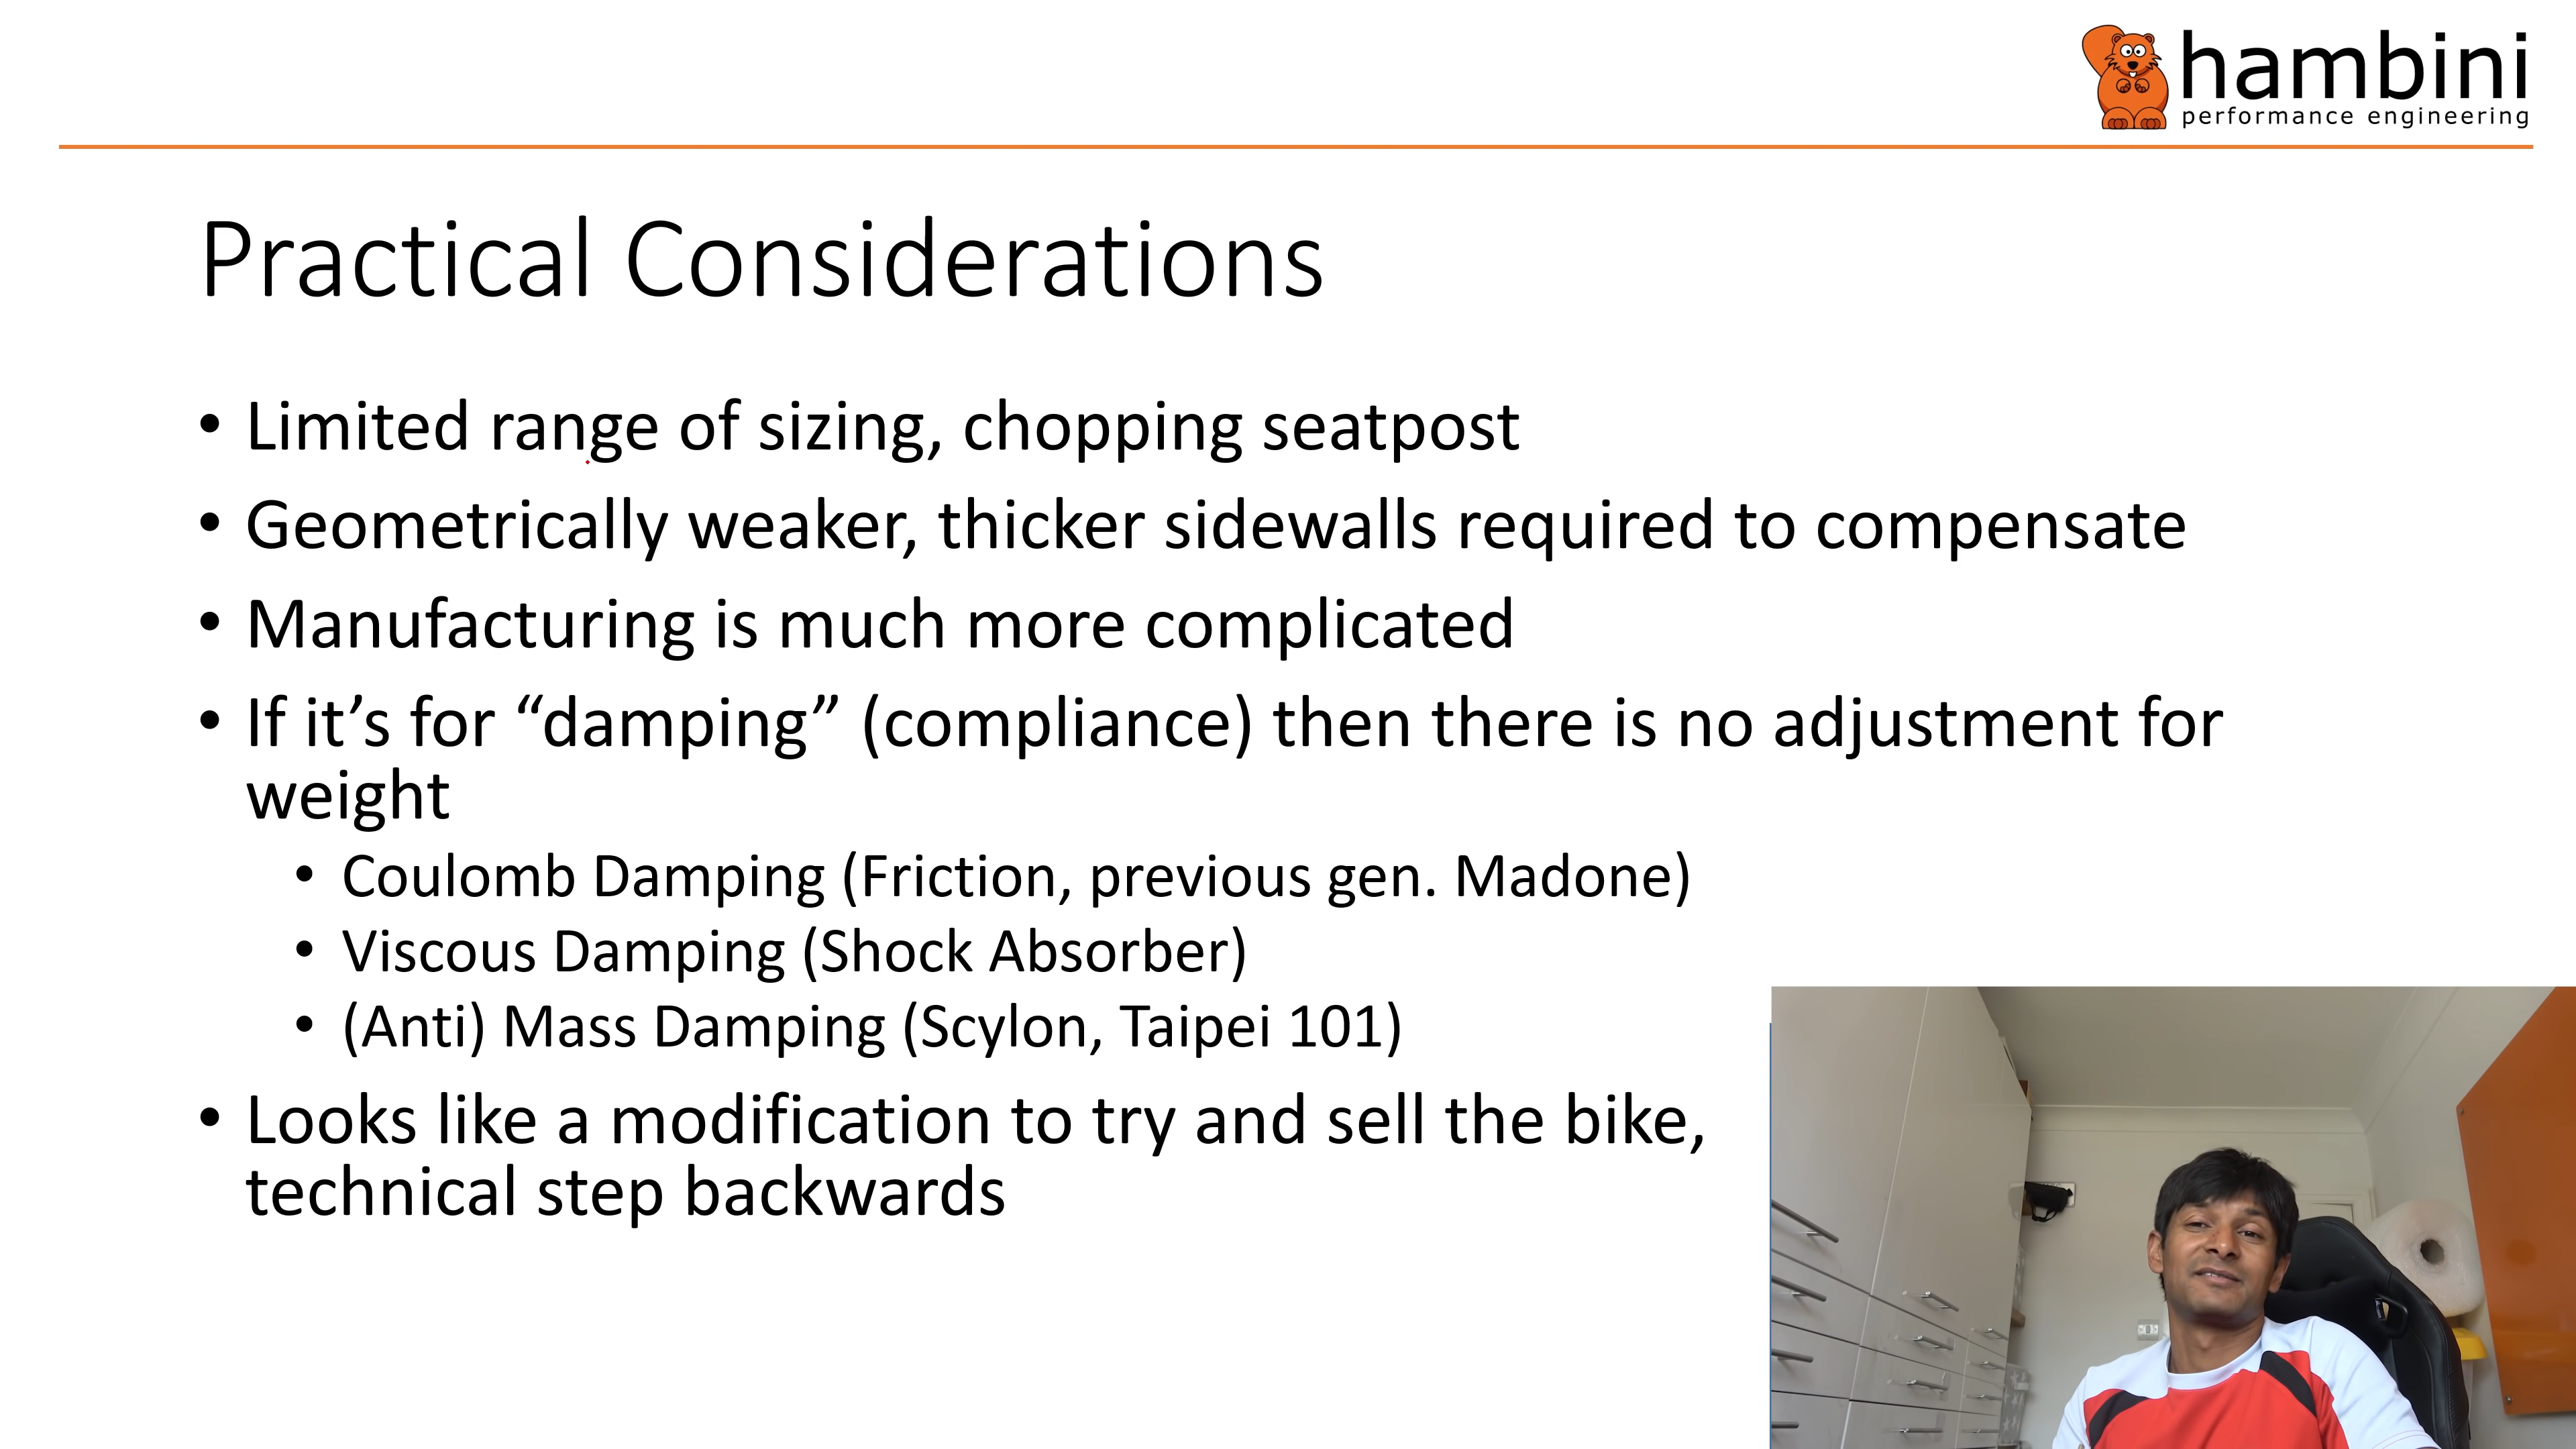 hambini
performance engineering
Practical Considerations
• Limited range of sizing, chopping seatpost
• Geometrically weaker, thicker sidewalls required to compensate
• Manufacturing is much more complicated
• If it’s for “damping” (compliance) then there is no adjustment for
weight
• Coulomb Damping (Friction, previous gen. Madone)
• Viscous Damping (Shock Absorber)
• (Anti) Mass Damping (Scylon, Taipei 101)
• Looks like a modification to try and sell the bike,
technical step backwards